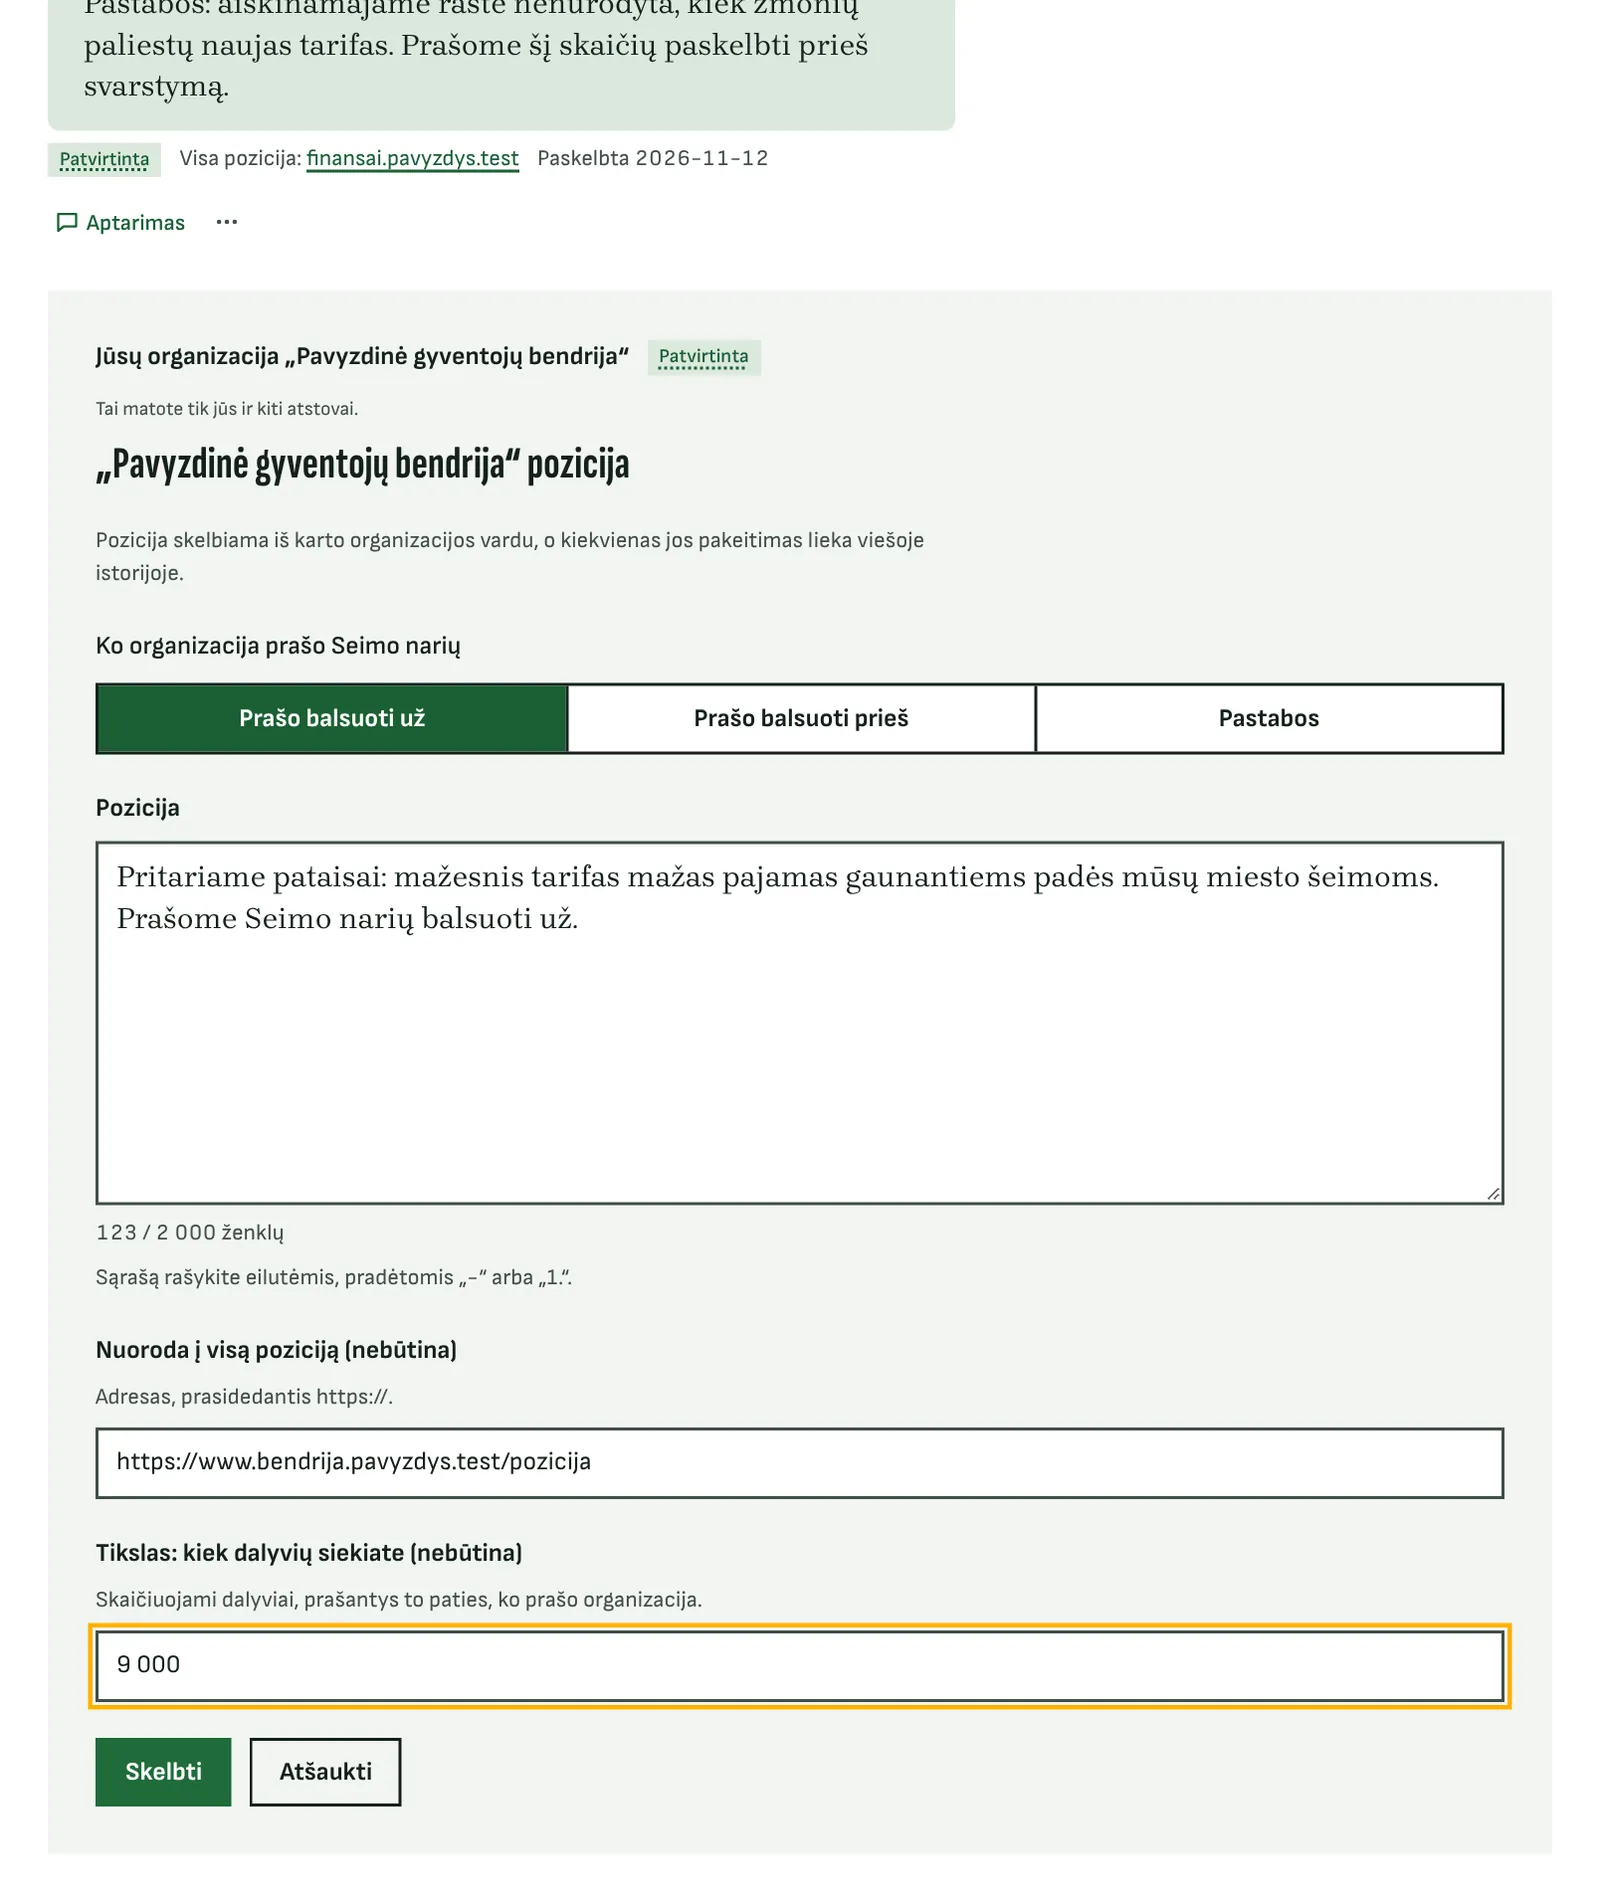 Pastabos: aiškinamajame rašte nenurodyta, kiek žmonių
paliestų naujas tarifas. Prašome šį skaičių paskelbti prieš
svarstymą.
Patvirtinta Visa pozicija: finansai.pavyzdys.test Paskelbta 2026-11-12
Aptarimas ···
Jūsų organizacija „Pavyzdinė gyventojų bendrija“ Patvirtinta
Tai matote tik jūs ir kiti atstovai.
„Pavyzdinė gyventojų bendrija“ pozicija
Pozicija skelbiama iš karto organizacijos vardu, o kiekvienas jos pakeitimas lieka viešoje
istorijoje.
Ko organizacija prašo Seimo narių
Prašo balsuoti už Prašo balsuoti prieš Pastabos
Pozicija
Pritariame pataisai: mažesnis tarifas mažas pajamas gaunantiems padės mūsų miesto šeimoms.
Prašome Seimo narių balsuoti už.
123 / 2 000 ženklų
Sąrašą rašykite eilutėmis, pradėtomis „-“ arba „1.“.
Nuoroda į visą poziciją (nebūtina)
Adresas, prasidedantis https://.
https://www.bendrija.pavyzdys.test/pozicija
Tikslas: kiek dalyvių siekiate (nebūtina)
Skaičiuojami dalyviai, prašantys to paties, ko prašo organizacija.
9 000
Skelbti Atšaukti